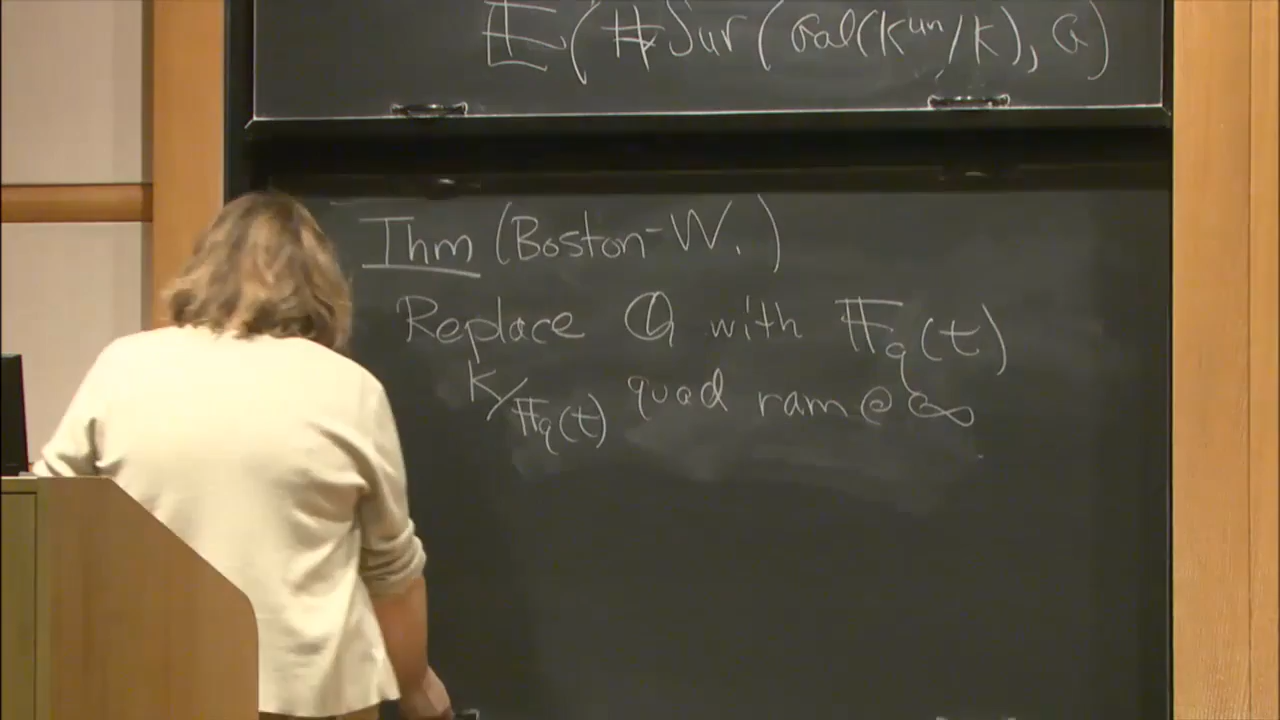 𝔼(#Sur(Gal(K^un/K), G)
Thm (Boston-W.)
Replace ℚ with 𝔽_q(t)
K/𝔽_q(t) quad ram @ ∞